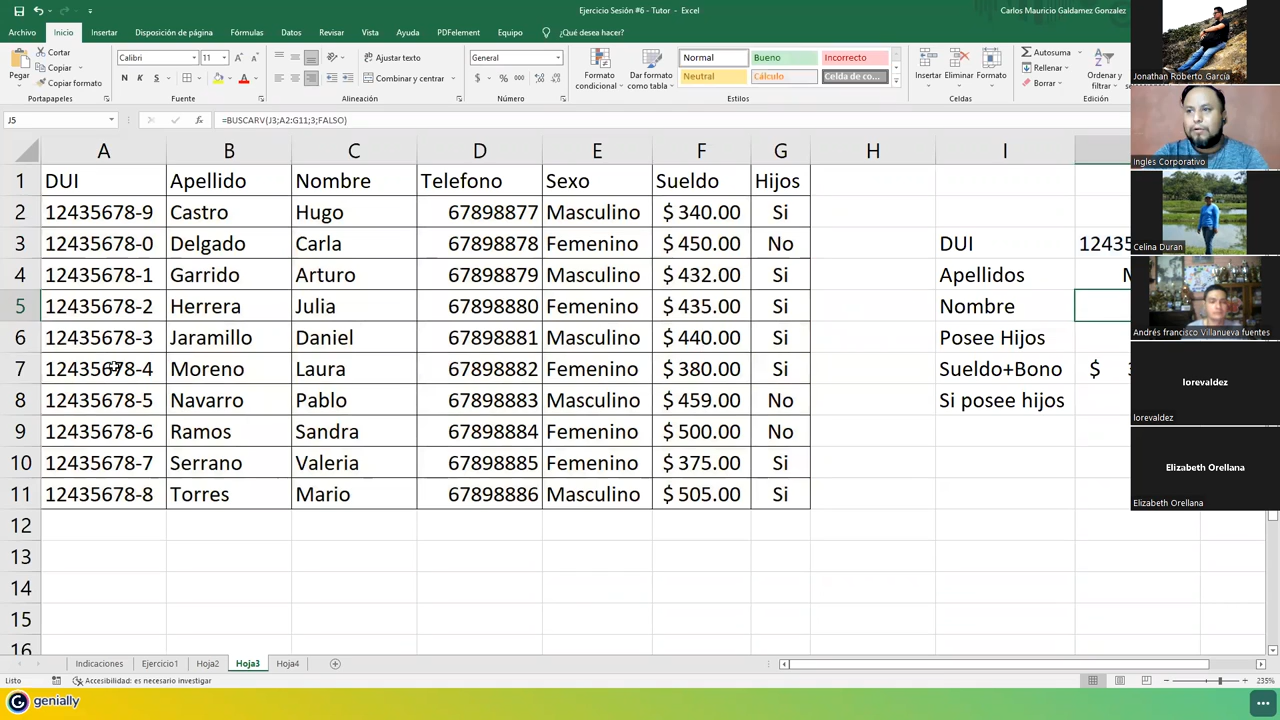 Ejercicio Sesión #6 - Tutor - Excel
Carlos Mauricio Galdamez Gonzalez
Archivo Inicio Insertar Disposición de página Fórmulas Datos Revisar Vista Ayuda PDFelement Equipo ¿Qué desea hacer?
Pegar
Cortar
Copiar
Copiar formato
Portapapeles
Calibri 11
N K S
Fuente
Ajustar texto
Combinar y centrar
Alineación
General
$ % 000
Número
Formato condicional
Dar formato como tabla
Normal Bueno Incorrecto
Neutral Cálculo Celda de co...
Estilos
Insertar Eliminar Formato
Celdas
Autosuma
Rellenar
Borrar
Ordenar y filtrar
Edición
J5 fx =BUSCARV(J3;A2:G11;3;FALSO)
A B C D E F G H I
1 DUI Apellido Nombre Telefono Sexo Sueldo Hijos
2 12435678-9 Castro Hugo 67898877 Masculino $ 340.00 Si
3 12435678-0 Delgado Carla 67898878 Femenino $ 450.00 No DUI 12435
4 12435678-1 Garrido Arturo 67898879 Masculino $ 432.00 Si Apellidos M
5 12435678-2 Herrera Julia 67898880 Femenino $ 435.00 Si Nombre
6 12435678-3 Jaramillo Daniel 67898881 Masculino $ 440.00 Si Posee Hijos
7 12435678-4 Moreno Laura 67898882 Femenino $ 380.00 Si Sueldo+Bono $
8 12435678-5 Navarro Pablo 67898883 Masculino $ 459.00 No Si posee hijos
9 12435678-6 Ramos Sandra 67898884 Femenino $ 500.00 No
10 12435678-7 Serrano Valeria 67898885 Femenino $ 375.00 Si
11 12435678-8 Torres Mario 67898886 Masculino $ 505.00 Si
12
13
14
15
16
Jonathan Roberto García
Ingles Corporativo
Celina Duran
Andrés francisco Villanueva fuentes
lorevaldez
lorevaldez
Elizabeth Orellana
Elizabeth Orellana
Indicaciones Ejercicio1 Hoja2 Hoja3 Hoja4
Listo Accesibilidad: es necesario investigar 235%
genially